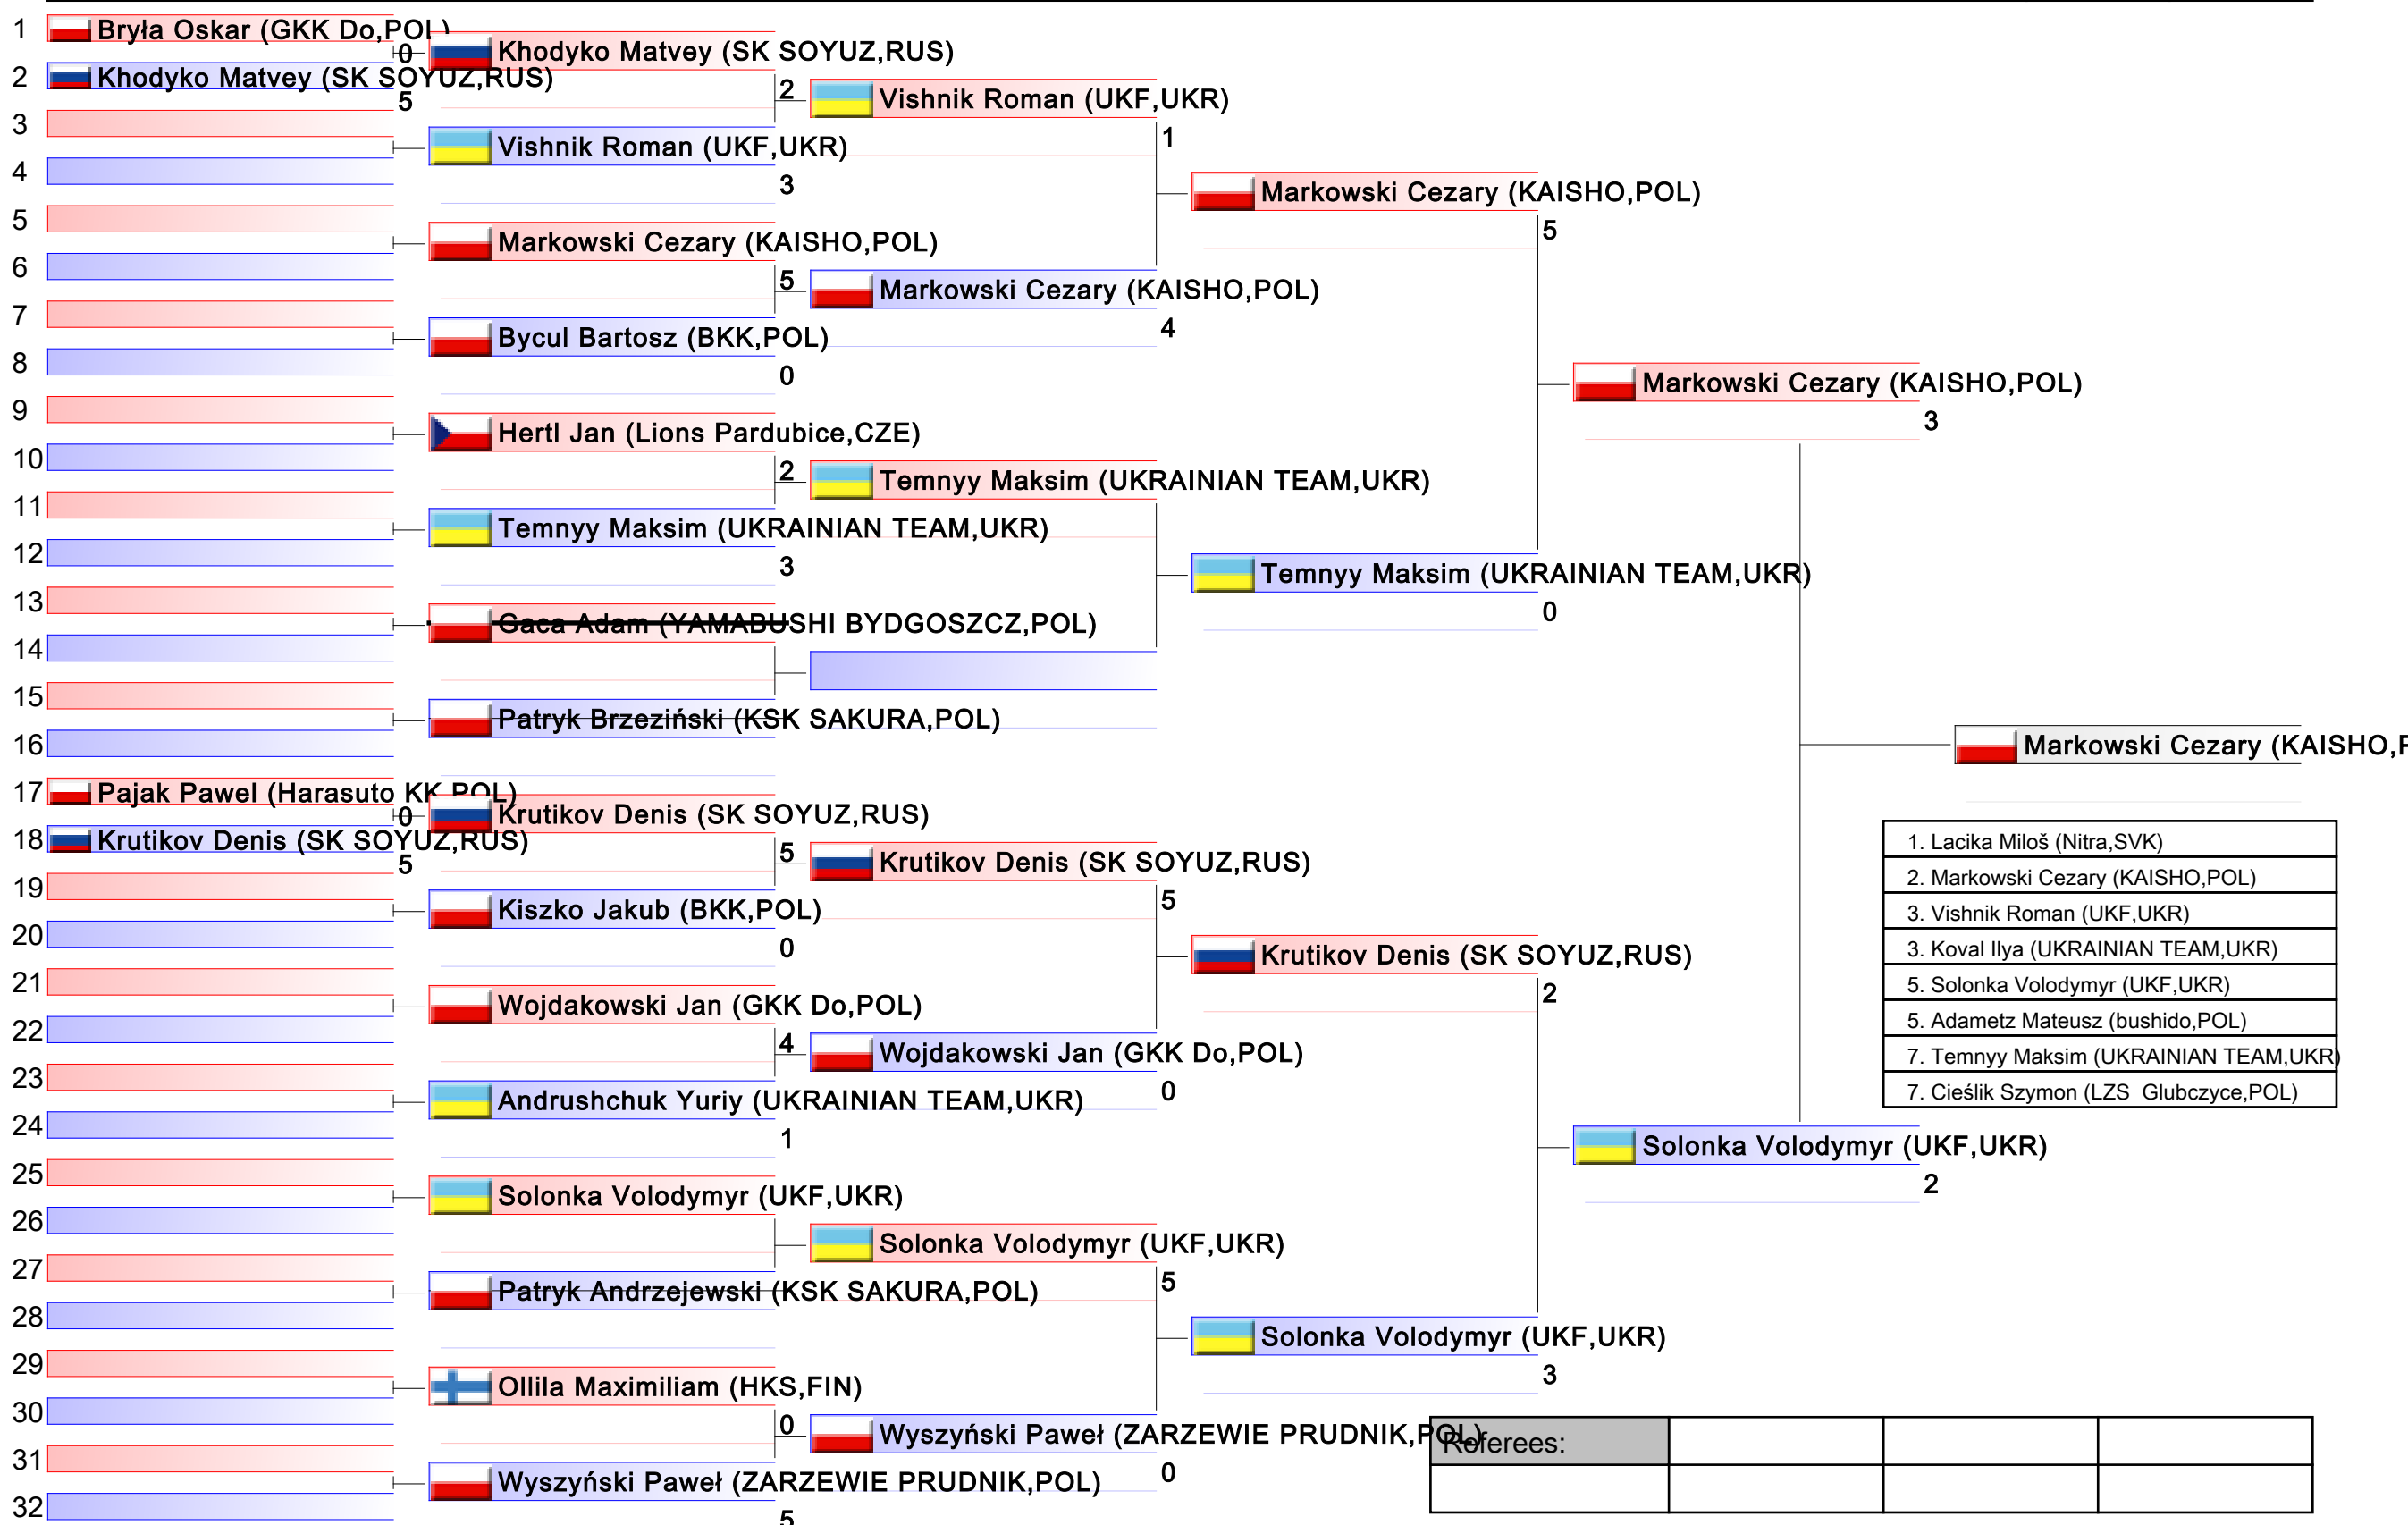 1 Bryła Oskar (GKK Do,POL)
0
2 Khodyko Matvey (SK SOYUZ,RUS)
5
3
4
5
6
7
8
9
10
11
12
13
14
15
16
17 Pajak Pawel (Harasuto KK,POL)
0
18 Krutikov Denis (SK SOYUZ,RUS)
5
19
20
21
22
23
24
25
26
27
28
29
30
31
32
Khodyko Matvey (SK SOYUZ,RUS)
2
Vishnik Roman (UKF,UKR)
3
Markowski Cezary (KAISHO,POL)
5
Bycul Bartosz (BKK,POL)
0
Hertl Jan (Lions Pardubice,CZE)
2
Temnyy Maksim (UKRAINIAN TEAM,UKR)
3
Gaca Adam (YAMABUSHI BYDGOSZCZ,POL)
Patryk Brzeziński (KSK SAKURA,POL)
Krutikov Denis (SK SOYUZ,RUS)
5
Kiszko Jakub (BKK,POL)
0
Wojdakowski Jan (GKK Do,POL)
4
Andrushchuk Yuriy (UKRAINIAN TEAM,UKR)
1
Solonka Volodymyr (UKF,UKR)
Patryk Andrzejewski (KSK SAKURA,POL)
Ollila Maximiliam (HKS,FIN)
0
Wyszyński Paweł (ZARZEWIE PRUDNIK,POL)
5
Vishnik Roman (UKF,UKR)
1
Markowski Cezary (KAISHO,POL)
4
Temnyy Maksim (UKRAINIAN TEAM,UKR)
Krutikov Denis (SK SOYUZ,RUS)
5
Wojdakowski Jan (GKK Do,POL)
0
Solonka Volodymyr (UKF,UKR)
5
Wyszyński Paweł (ZARZEWIE PRUDNIK,POL)
0
Markowski Cezary (KAISHO,POL)
5
Temnyy Maksim (UKRAINIAN TEAM,UKR)
0
Krutikov Denis (SK SOYUZ,RUS)
2
Solonka Volodymyr (UKF,UKR)
3
Markowski Cezary (KAISHO,POL)
3
Solonka Volodymyr (UKF,UKR)
2
Markowski Cezary (KAISHO,P
1. Lacika Miloš (Nitra,SVK)
2. Markowski Cezary (KAISHO,POL)
3. Vishnik Roman (UKF,UKR)
3. Koval Ilya (UKRAINIAN TEAM,UKR)
5. Solonka Volodymyr (UKF,UKR)
5. Adametz Mateusz (bushido,POL)
7. Temnyy Maksim (UKRAINIAN TEAM,UKR)
7. Cieślik Szymon (LZS Glubczyce,POL)
Referees: